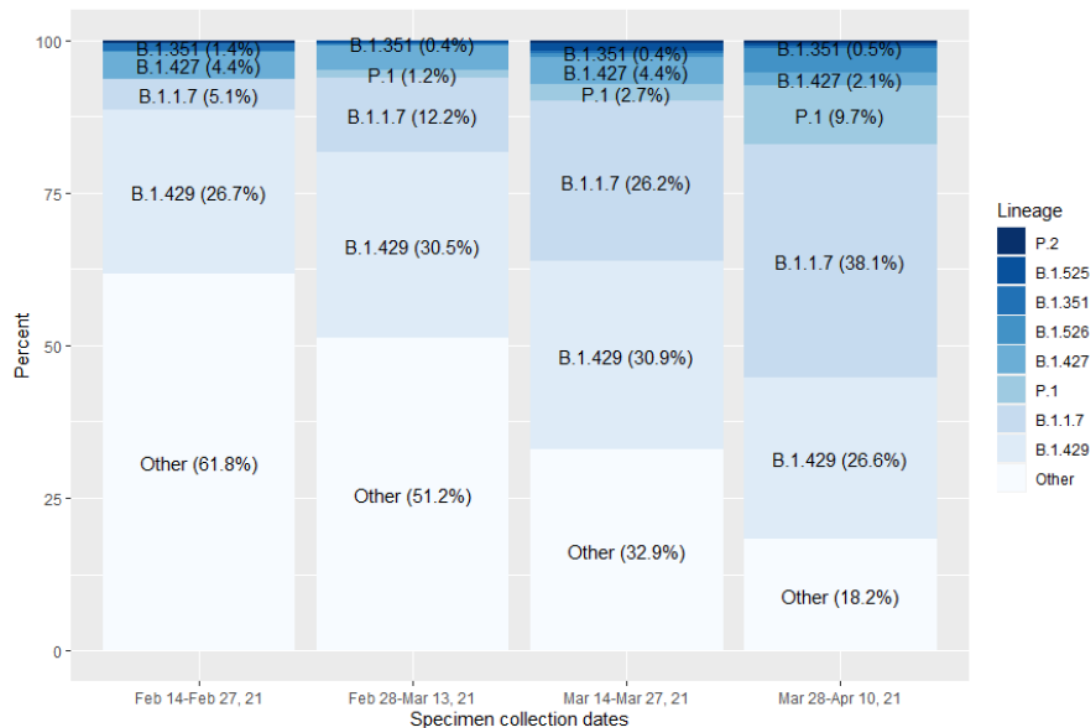 100
75
50
25
0
Percent
B.1.351 (1.4%)
B.1.427 (4.4%)
B.1.1.7 (5.1%)
B.1.429 (26.7%)
Other (61.8%)
B.1.351 (0.4%)
P.1 (1.2%)
B.1.1.7 (12.2%)
B.1.429 (30.5%)
Other (51.2%)
B.1.351 (0.4%)
B.1.427 (4.4%)
P.1 (2.7%)
B.1.1.7 (26.2%)
B.1.429 (30.9%)
Other (32.9%)
B.1.351 (0.5%)
B.1.427 (2.1%)
P.1 (9.7%)
B.1.1.7 (38.1%)
B.1.429 (26.6%)
Other (18.2%)
Feb 14-Feb 27, 21
Feb 28-Mar 13, 21
Mar 14-Mar 27, 21
Mar 28-Apr 10, 21
Specimen collection dates
Lineage
P.2
B.1.525
B.1.351
B.1.526
B.1.427
P.1
B.1.1.7
B.1.429
Other